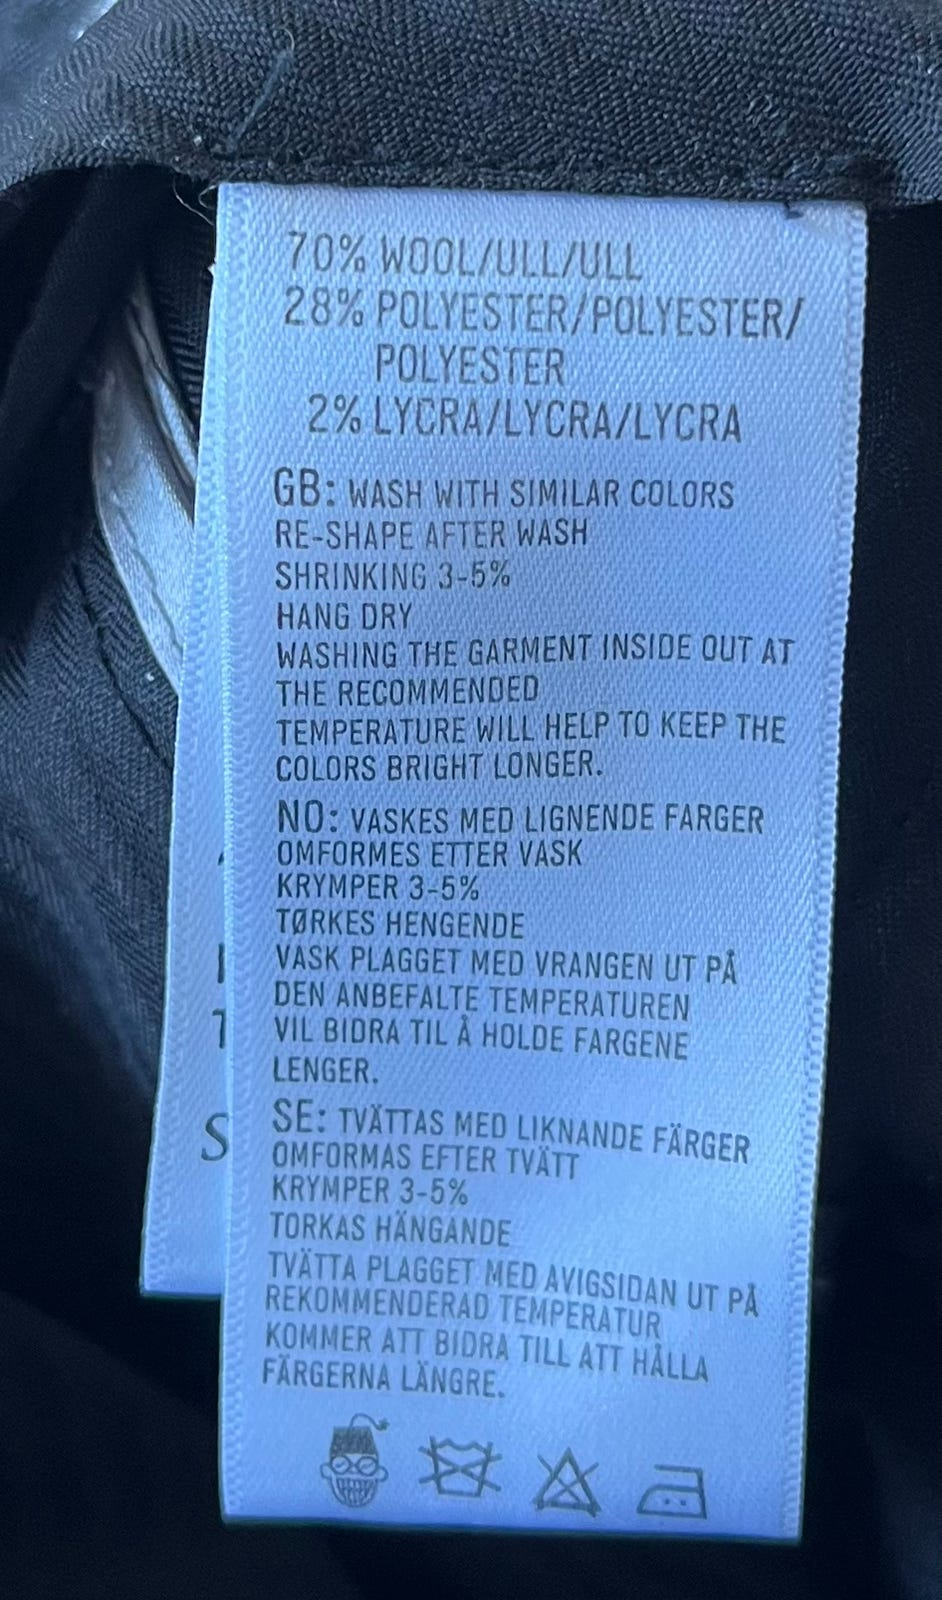 70% WOOL/ULL/ULL
28% POLYESTER/POLYESTER/
POLYESTER
2% LYCRA/LYCRA/LYCRA
GB: WASH WITH SIMILAR COLORS
RE-SHAPE AFTER WASH
SHRINKING 3-5%
HANG DRY
WASHING THE GARMENT INSIDE OUT AT
THE RECOMMENDED
TEMPERATURE WILL HELP TO KEEP THE
COLORS BRIGHT LONGER.
NO: VASKES MED LIGNENDE FARGER
OMFORMES ETTER VASK
KRYMPER 3-5%
TØRKES HENGENDE
VASK PLAGGET MED VRANGEN UT PÅ
DEN ANBEFALTE TEMPERATUREN
VIL BIDRA TIL Å HOLDE FARGENE
LENGER.
SE: TVÄTTAS MED LIKNANDE FÄRGER
OMFORMAS EFTER TVÄTT
KRYMPER 3-5%
TORKAS HÄNGANDE
TVÄTTA PLAGGET MED AVIGSIDAN UT PÅ
REKOMMENDERAD TEMPERATUR
KOMMER ATT BIDRA TILL ATT HÅLLA
FÄRGERNA LÄNGRE.